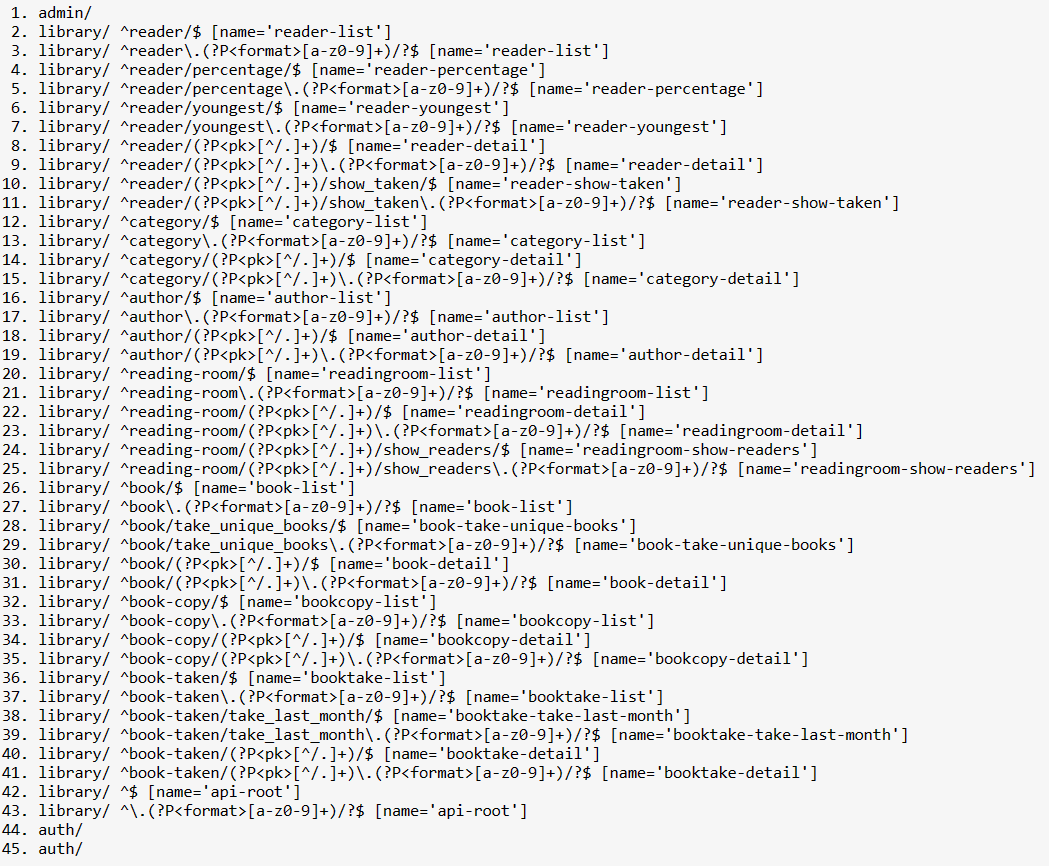 1. admin/
2. library/ ^reader/$ [name='reader-list']
3. library/ ^reader\.(?P<format>[a-z0-9]+)/?$ [name='reader-list']
4. library/ ^reader/percentage/$ [name='reader-percentage']
5. library/ ^reader/percentage\.(?P<format>[a-z0-9]+)/?$ [name='reader-percentage']
6. library/ ^reader/youngest/$ [name='reader-youngest']
7. library/ ^reader/youngest\.(?P<format>[a-z0-9]+)/?$ [name='reader-youngest']
8. library/ ^reader/(?P<pk>[^/.]+)/$ [name='reader-detail']
9. library/ ^reader/(?P<pk>[^/.]+)\.(?P<format>[a-z0-9]+)/?$ [name='reader-detail']
10. library/ ^reader/(?P<pk>[^/.]+)/show_taken/$ [name='reader-show-taken']
11. library/ ^reader/(?P<pk>[^/.]+)/show_taken\.(?P<format>[a-z0-9]+)/?$ [name='reader-show-taken']
12. library/ ^category/$ [name='category-list']
13. library/ ^category\.(?P<format>[a-z0-9]+)/?$ [name='category-list']
14. library/ ^category/(?P<pk>[^/.]+)/$ [name='category-detail']
15. library/ ^category/(?P<pk>[^/.]+)\.(?P<format>[a-z0-9]+)/?$ [name='category-detail']
16. library/ ^author/$ [name='author-list']
17. library/ ^author\.(?P<format>[a-z0-9]+)/?$ [name='author-list']
18. library/ ^author/(?P<pk>[^/.]+)/$ [name='author-detail']
19. library/ ^author/(?P<pk>[^/.]+)\.(?P<format>[a-z0-9]+)/?$ [name='author-detail']
20. library/ ^reading-room/$ [name='readingroom-list']
21. library/ ^reading-room\.(?P<format>[a-z0-9]+)/?$ [name='readingroom-list']
22. library/ ^reading-room/(?P<pk>[^/.]+)/$ [name='readingroom-detail']
23. library/ ^reading-room/(?P<pk>[^/.]+)\.(?P<format>[a-z0-9]+)/?$ [name='readingroom-detail']
24. library/ ^reading-room/(?P<pk>[^/.]+)/show_readers/$ [name='readingroom-show-readers']
25. library/ ^reading-room/(?P<pk>[^/.]+)/show_readers\.(?P<format>[a-z0-9]+)/?$ [name='readingroom-show-readers']
26. library/ ^book/$ [name='book-list']
27. library/ ^book\.(?P<format>[a-z0-9]+)/?$ [name='book-list']
28. library/ ^book/take_unique_books/$ [name='book-take-unique-books']
29. library/ ^book/take_unique_books\.(?P<format>[a-z0-9]+)/?$ [name='book-take-unique-books']
30. library/ ^book/(?P<pk>[^/.]+)/$ [name='book-detail']
31. library/ ^book/(?P<pk>[^/.]+)\.(?P<format>[a-z0-9]+)/?$ [name='book-detail']
32. library/ ^book-copy/$ [name='bookcopy-list']
33. library/ ^book-copy\.(?P<format>[a-z0-9]+)/?$ [name='bookcopy-list']
34. library/ ^book-copy/(?P<pk>[^/.]+)/$ [name='bookcopy-detail']
35. library/ ^book-copy/(?P<pk>[^/.]+)\.(?P<format>[a-z0-9]+)/?$ [name='bookcopy-detail']
36. library/ ^book-taken/$ [name='booktake-list']
37. library/ ^book-taken\.(?P<format>[a-z0-9]+)/?$ [name='booktake-list']
38. library/ ^book-taken/take_last_month/$ [name='booktake-take-last-month']
39. library/ ^book-taken/take_last_month\.(?P<format>[a-z0-9]+)/?$ [name='booktake-take-last-month']
40. library/ ^book-taken/(?P<pk>[^/.]+)/$ [name='booktake-detail']
41. library/ ^book-taken/(?P<pk>[^/.]+)\.(?P<format>[a-z0-9]+)/?$ [name='booktake-detail']
42. library/ ^$ [name='api-root']
43. library/ ^\.(?P<format>[a-z0-9]+)/?$ [name='api-root']
44. auth/
45. auth/